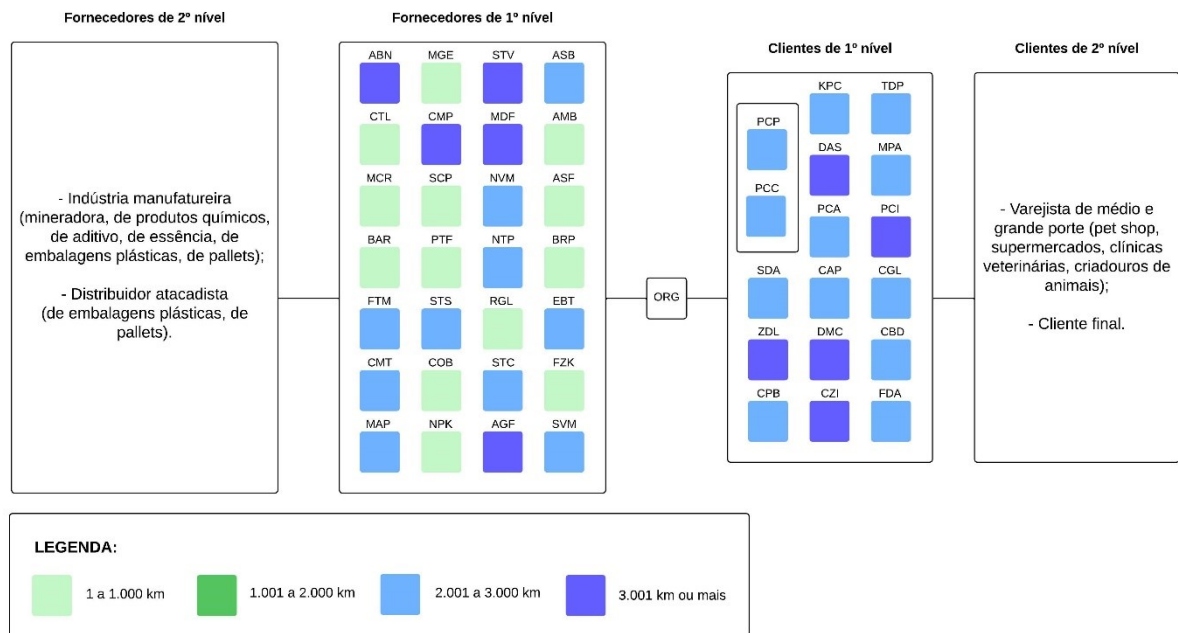 Fornecedores de 2º nível
Fornecedores de 1º nível
Clientes de 1º nível
Clientes de 2º nível
- Indústria manufatureira
(mineradora, de produtos químicos,
de aditivo, de essência, de
embalagens plásticas, de pallets);
- Distribuidor atacadista
(de embalagens plásticas, de
pallets).
ABN MGE STV ASB
CTL CMP MDF AMB
MCR SCP NVM ASF
BAR PTF NTP BRP
FTM STS RGL EBT
CMT COB STC FZK
MAP NPK AGF SVM
ORG
KPC TDP
PCP
DAS MPA
PCC
PCA PCI
SDA CAP CGL
ZDL DMC CBD
CPB CZI FDA
- Varejista de médio e
grande porte (pet shop,
supermercados, clínicas
veterinárias, criadouros de
animais);
- Cliente final.
LEGENDA:
1 a 1.000 km
1.001 a 2.000 km
2.001 a 3.000 km
3.001 km ou mais